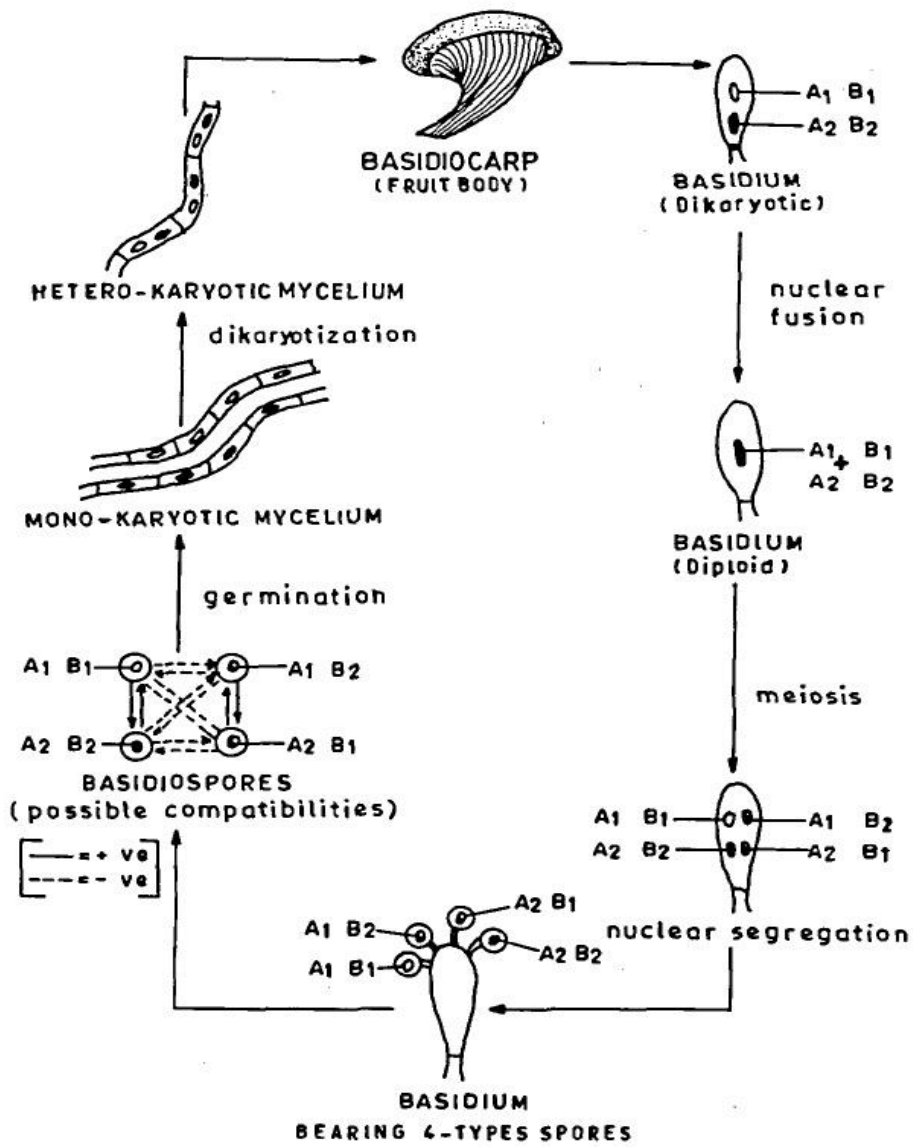 BASIDIOCARP
(FRUIT BODY)
A1 B1
A2 B2
BASIDIUM
(Dikaryotic)
nuclear
fusion
A1 + B1
A2 B2
BASIDIUM
(Diploid)
meiosis
A1 B1 A1 B2
A2 B2 A2 B1
nuclear segregation
A2 B1
A1 B2
A2 B2
A1 B1
BASIDIUM
BEARING 4-TYPES SPORES
HETERO-KARYOTIC MYCELIUM
dikaryotization
MONO-KARYOTIC MYCELIUM
germination
A1 B1 A1 B2
A2 B2 A2 B1
BASIDIOSPORES
(possible compatibilities)
[—— = + ve]
[---- = - ve]